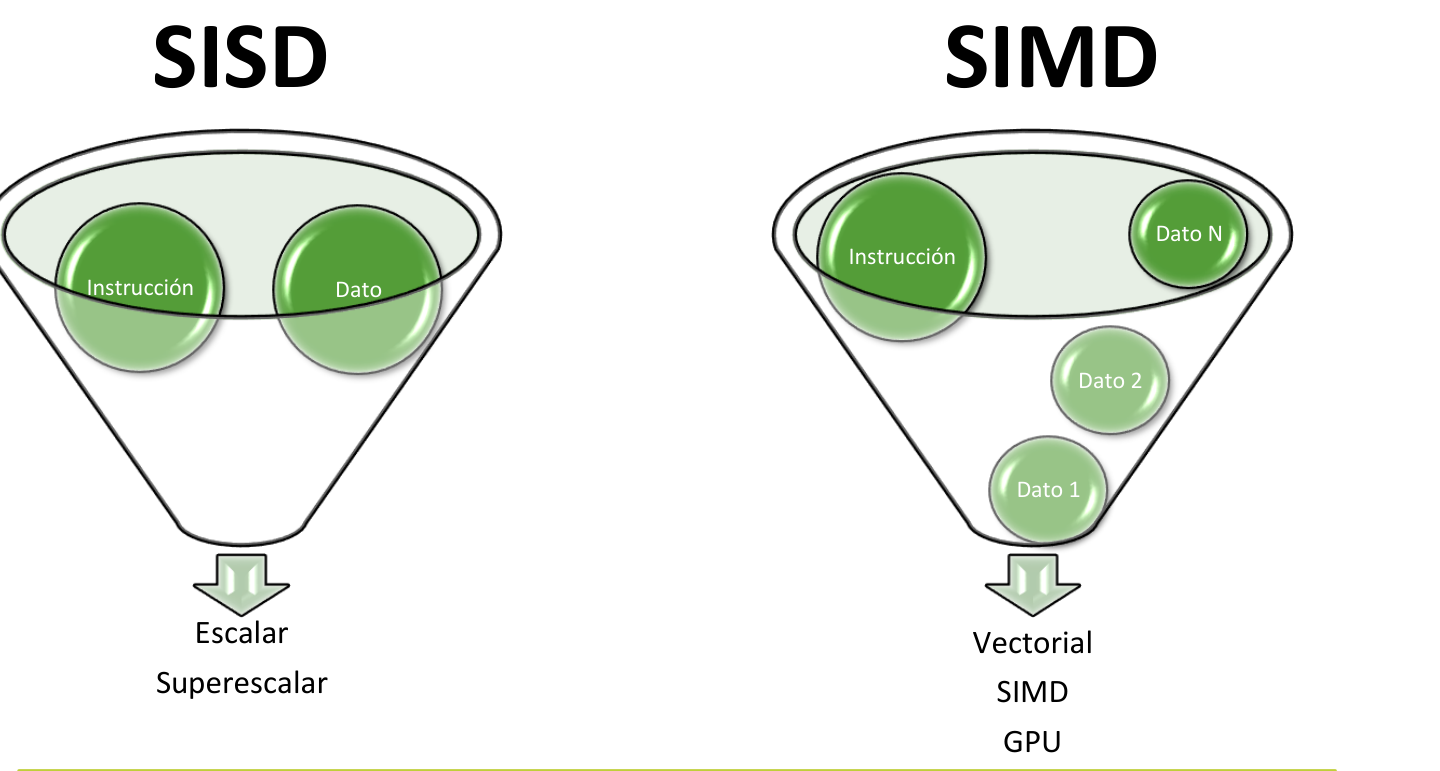 SISD
Instrucción
Dato
Escalar
Superescalar
SIMD
Instrucción
Dato N
Dato 2
Dato 1
Vectorial
SIMD
GPU